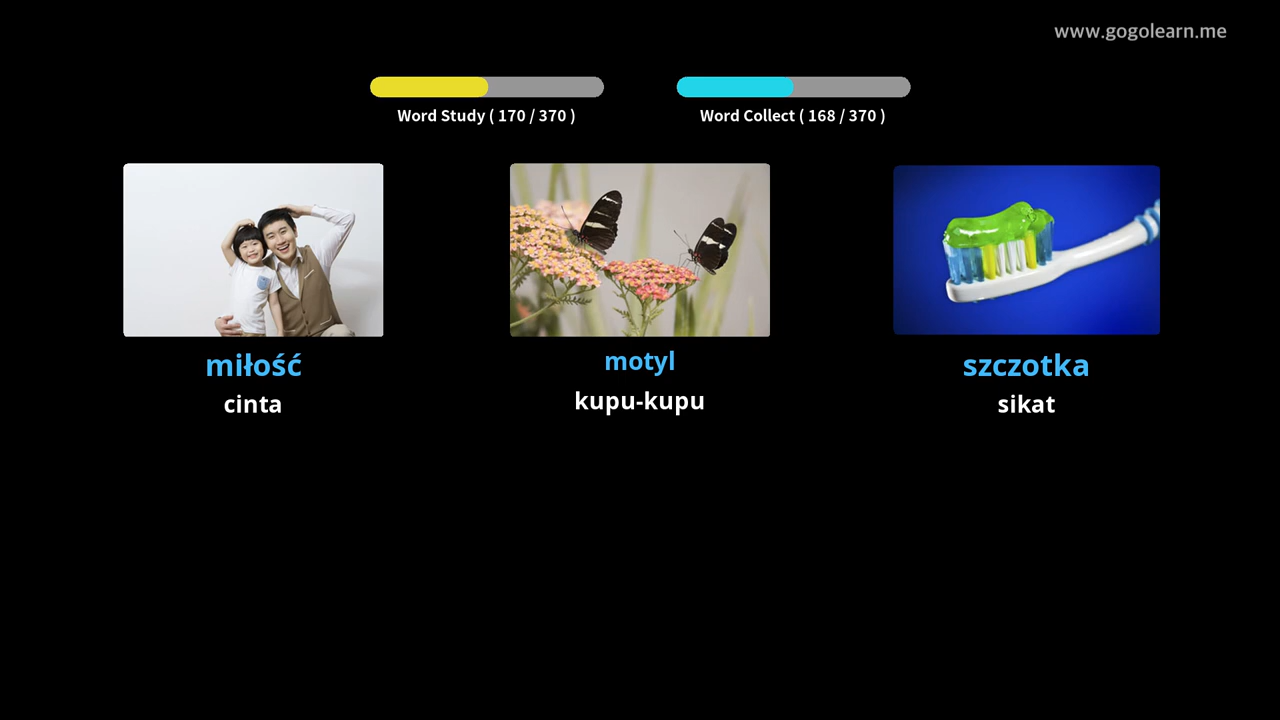 www.gogolearn.me
Word Study ( 170 / 370 )
Word Collect ( 168 / 370 )
miłość
cinta
motyl
kupu-kupu
szczotka
sikat